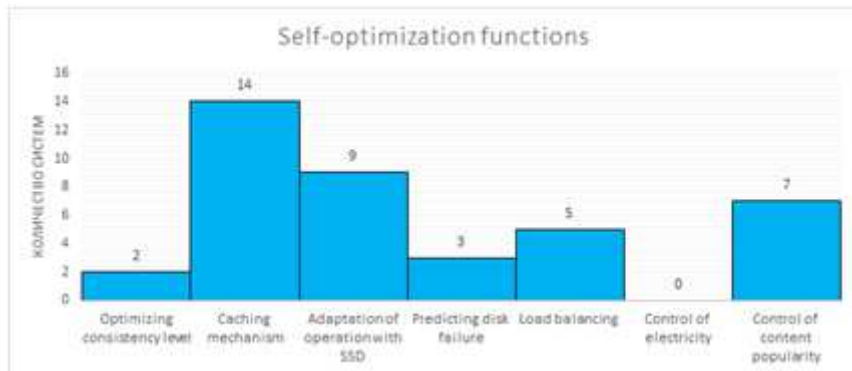 Self-optimization functions
КОЛИЧЕСТВО СИСТЕМ
16
14
12
10
8
6
4
2
0
2
14
9
3
5
0
7
Optimizing
consistency level
Caching
mechanism
Adaptation of
operation with
SSD
Predicting disk
failure
Load balancing
Control of
electricity
Control of
content
popularity